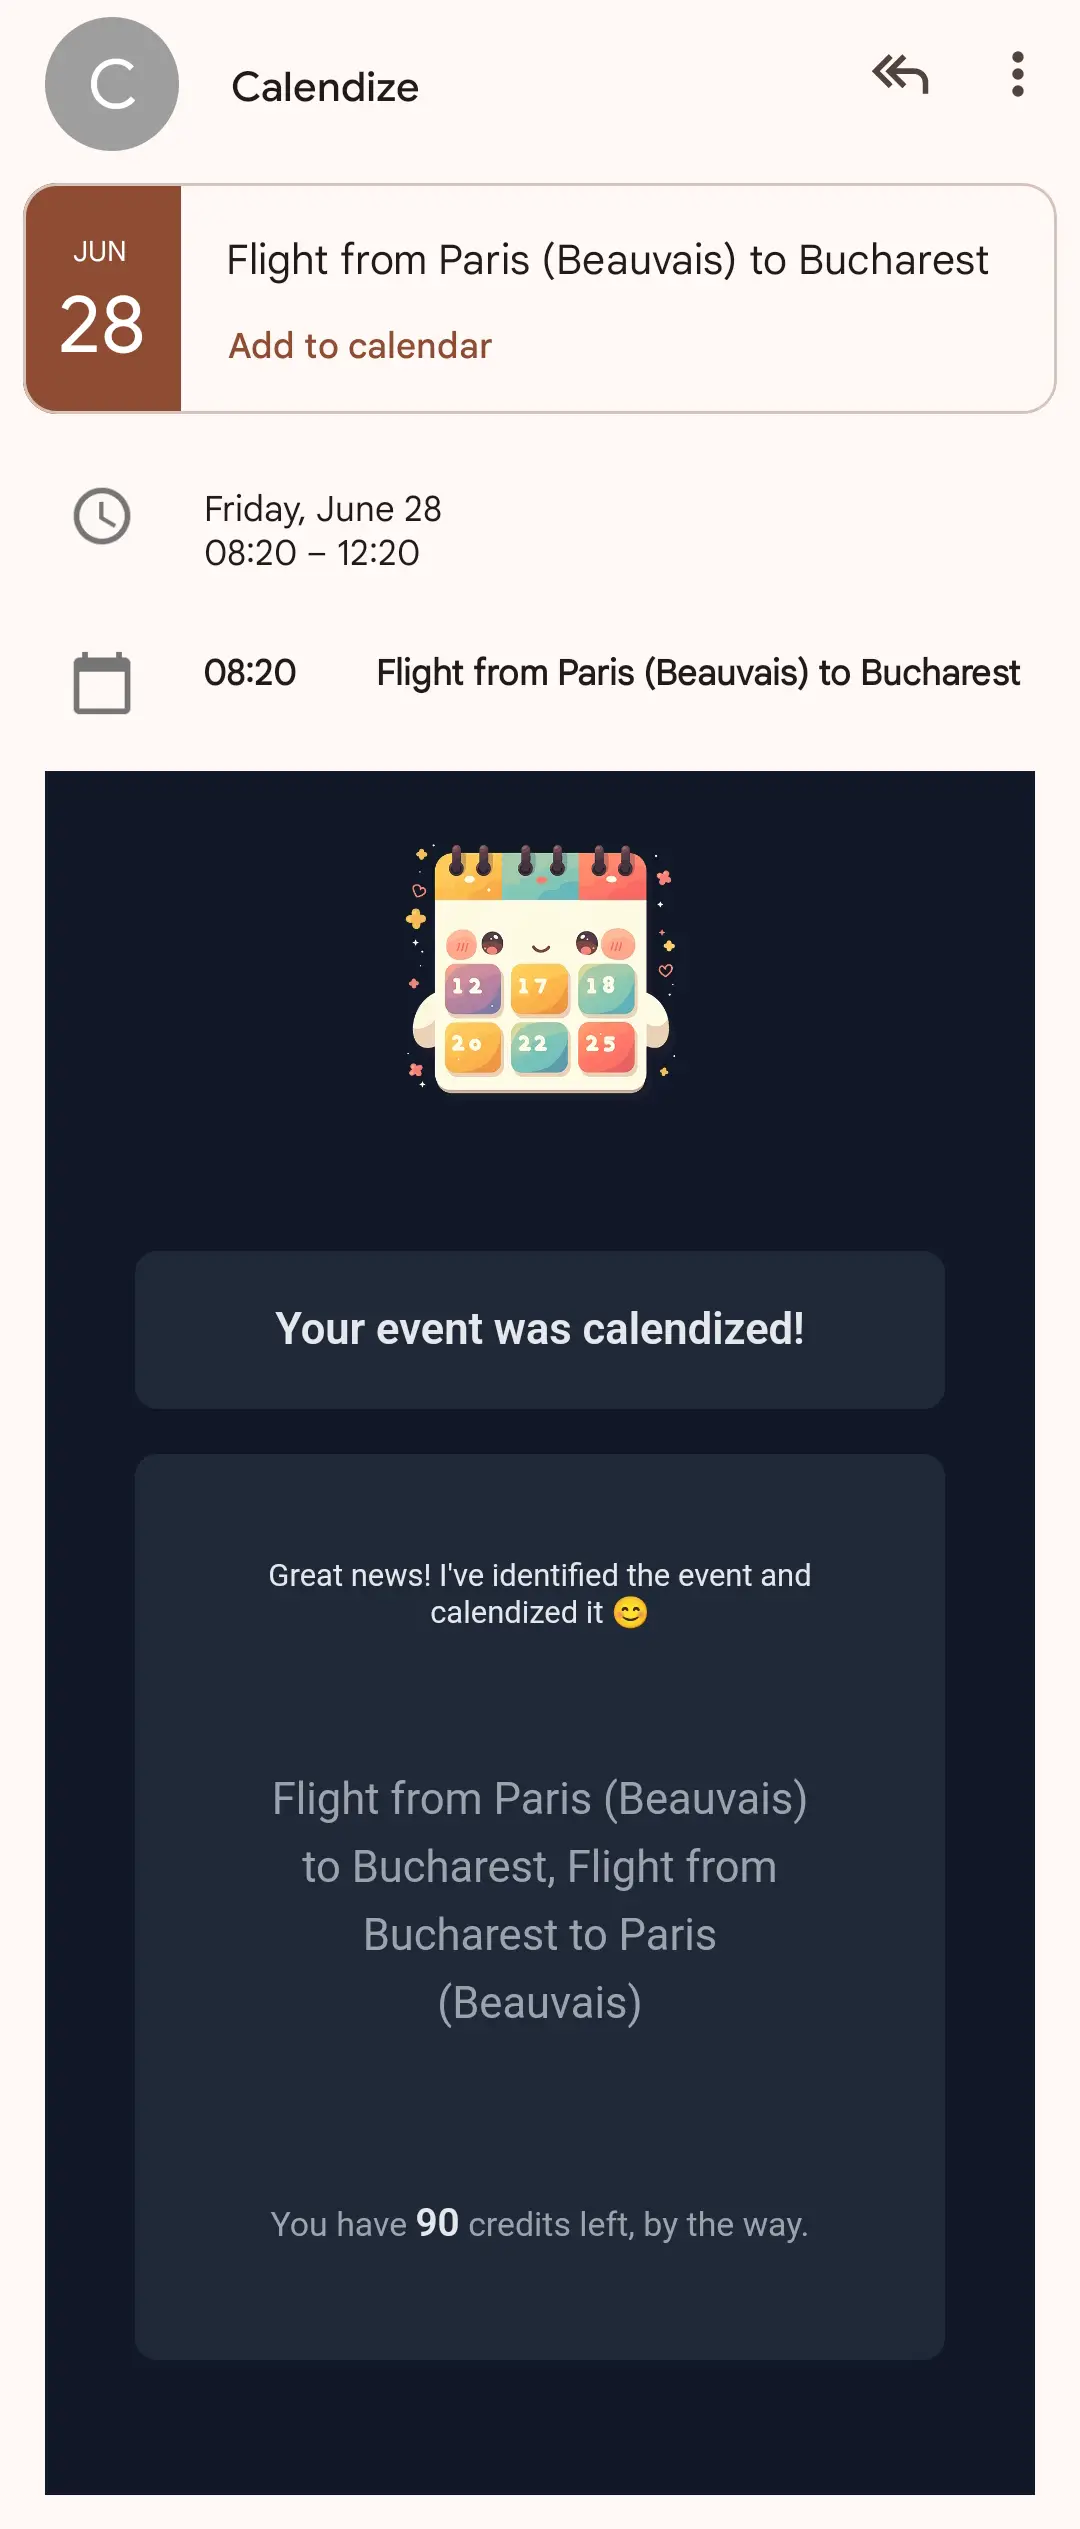 C
Calendize
JUN
28
Flight from Paris (Beauvais) to Bucharest
Add to calendar
Friday, June 28
08:20 – 12:20
08:20 Flight from Paris (Beauvais) to Bucharest
12 17 18
20 22 25
Your event was calendized!
Great news! I've identified the event and
calendized it 😊
Flight from Paris (Beauvais)
to Bucharest, Flight from
Bucharest to Paris
(Beauvais)
You have 90 credits left, by the way.